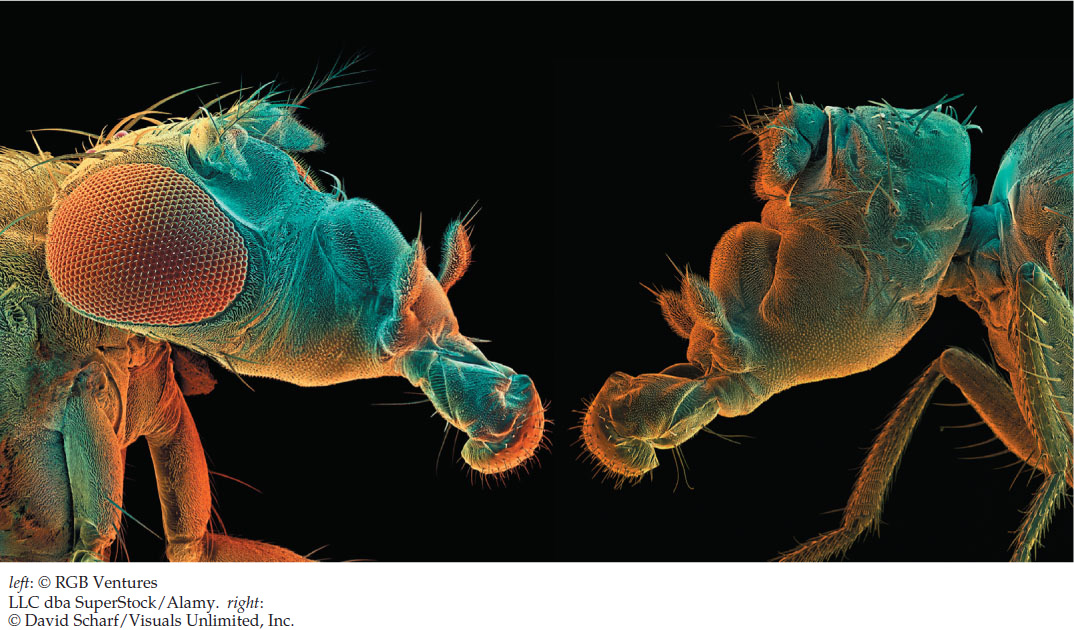 left: © RGB Ventures
LLC dba SuperStock/Alamy. right:
© David Scharf/Visuals Unlimited, Inc.